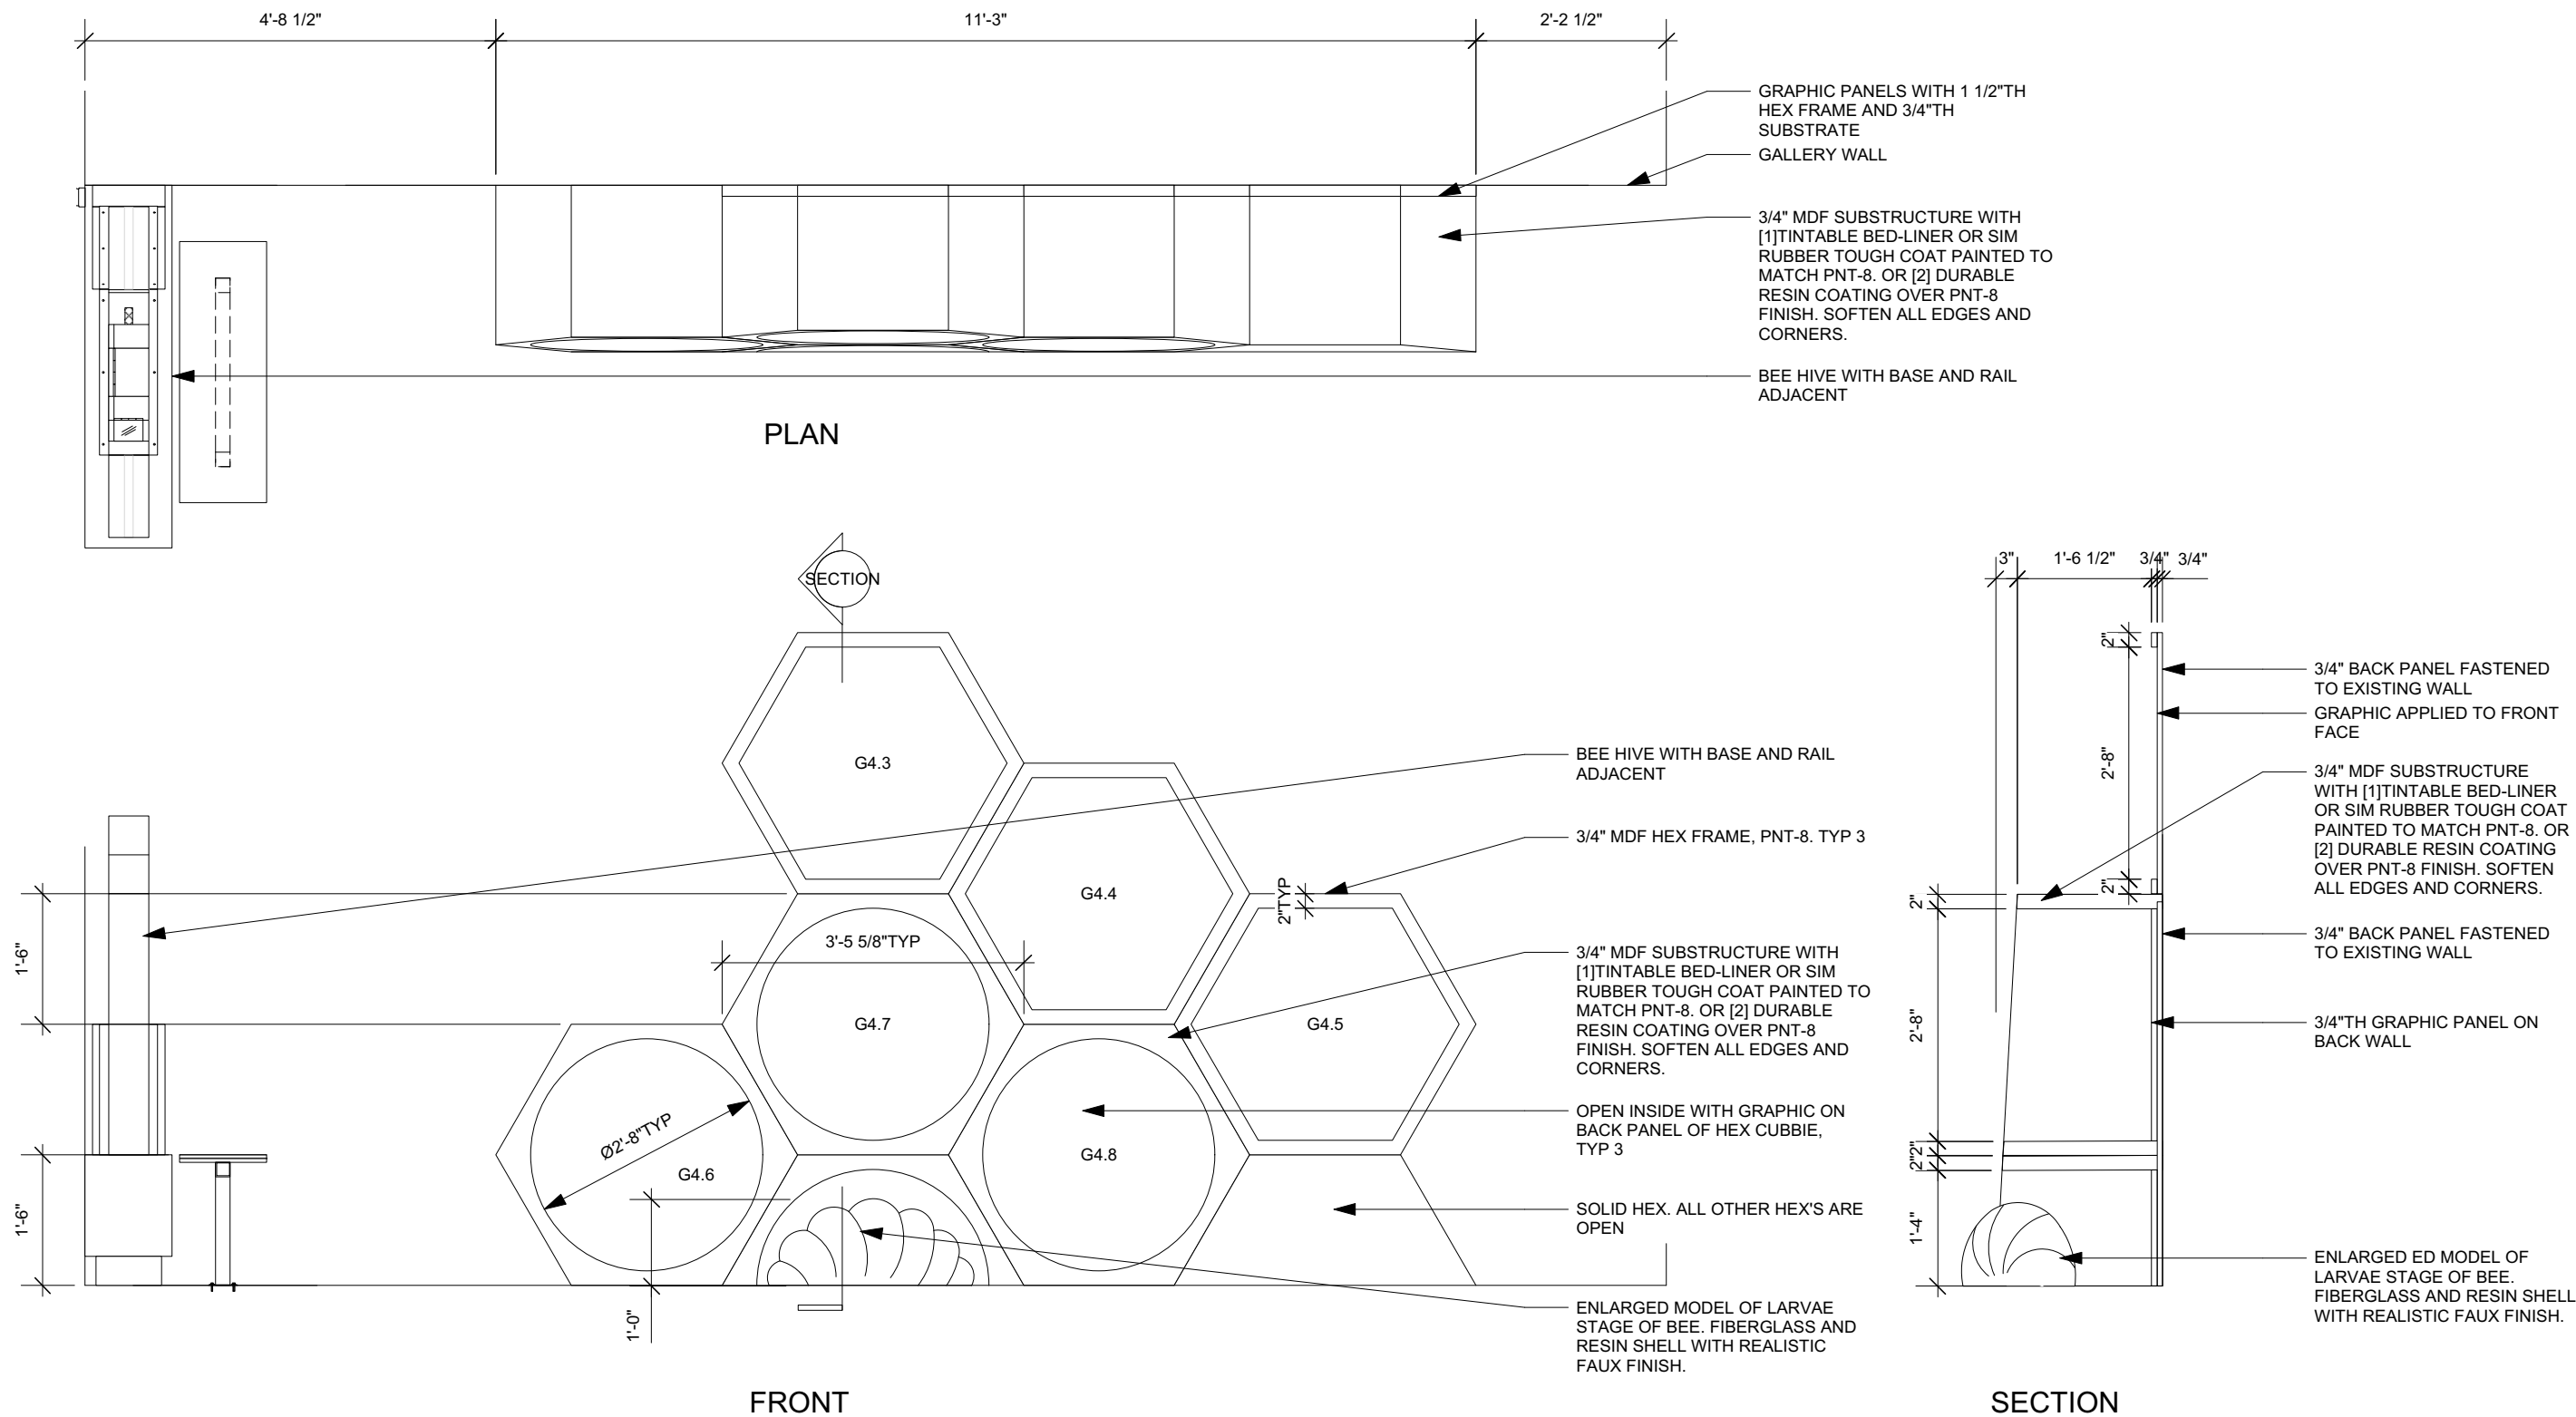 4'-8 1/2"
11'-3"
2'-2 1/2"
GRAPHIC PANELS WITH 1 1/2"TH
HEX FRAME AND 3/4"TH
SUBSTRATE
GALLERY WALL
3/4" MDF SUBSTRUCTURE WITH
[1]TINTABLE BED-LINER OR SIM
RUBBER TOUGH COAT PAINTED TO
MATCH PNT-8. OR [2] DURABLE
RESIN COATING OVER PNT-8
FINISH. SOFTEN ALL EDGES AND
CORNERS.
BEE HIVE WITH BASE AND RAIL
ADJACENT
PLAN
SECTION
G4.3
G4.4
G4.5
G4.7
G4.8
G4.6
3'-5 5/8"TYP
2"TYP
Ø2'-8"TYP
1'-6"
1'-6"
1'-0"
BEE HIVE WITH BASE AND RAIL
ADJACENT
3/4" MDF HEX FRAME, PNT-8. TYP 3
3/4" MDF SUBSTRUCTURE WITH
[1]TINTABLE BED-LINER OR SIM
RUBBER TOUGH COAT PAINTED TO
MATCH PNT-8. OR [2] DURABLE
RESIN COATING OVER PNT-8
FINISH. SOFTEN ALL EDGES AND
CORNERS.
OPEN INSIDE WITH GRAPHIC ON
BACK PANEL OF HEX CUBBIE,
TYP 3
SOLID HEX. ALL OTHER HEX'S ARE
OPEN
ENLARGED MODEL OF LARVAE
STAGE OF BEE. FIBERGLASS AND
RESIN SHELL WITH REALISTIC
FAUX FINISH.
FRONT
3"
1'-6 1/2"
3/4"
3/4"
2"
2'-8"
2"
2"
2'-8"
2"
2"
1'-4"
3/4" BACK PANEL FASTENED
TO EXISTING WALL
GRAPHIC APPLIED TO FRONT
FACE
3/4" MDF SUBSTRUCTURE
WITH [1]TINTABLE BED-LINER
OR SIM RUBBER TOUGH COAT
PAINTED TO MATCH PNT-8. OR
[2] DURABLE RESIN COATING
OVER PNT-8 FINISH. SOFTEN
ALL EDGES AND CORNERS.
3/4" BACK PANEL FASTENED
TO EXISTING WALL
3/4"TH GRAPHIC PANEL ON
BACK WALL
ENLARGED ED MODEL OF
LARVAE STAGE OF BEE.
FIBERGLASS AND RESIN SHELL
WITH REALISTIC FAUX FINISH.
SECTION